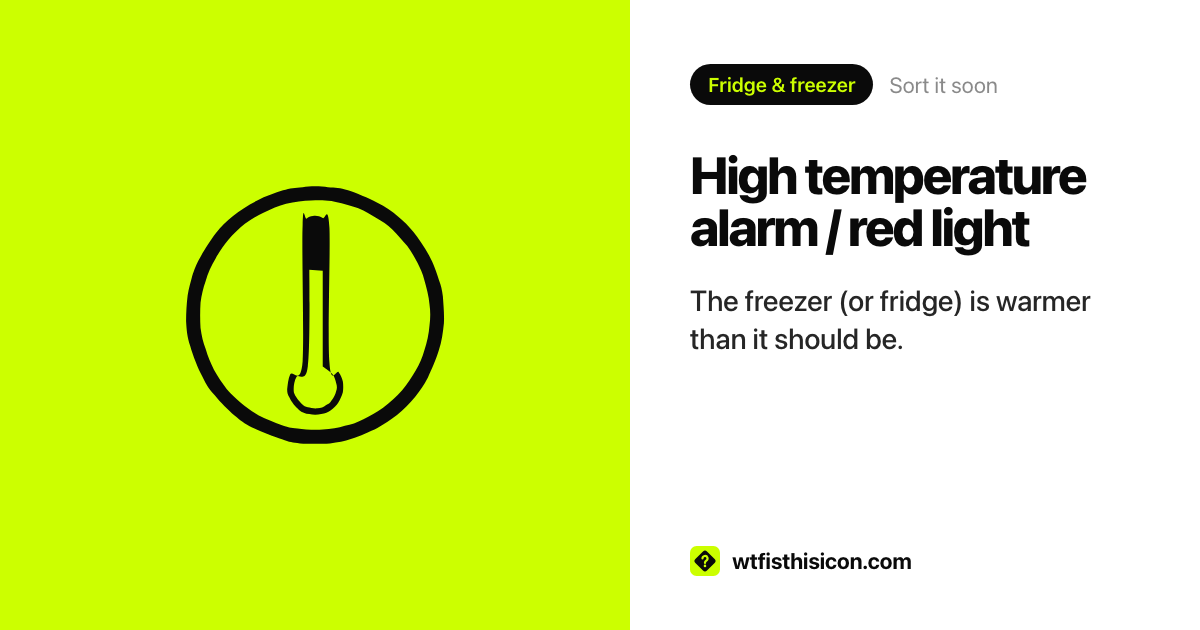 Fridge & freezer
Sort it soon
High temperature
alarm / red light
The freezer (or fridge) is warmer
than it should be.
?
wtfisthisicon.com